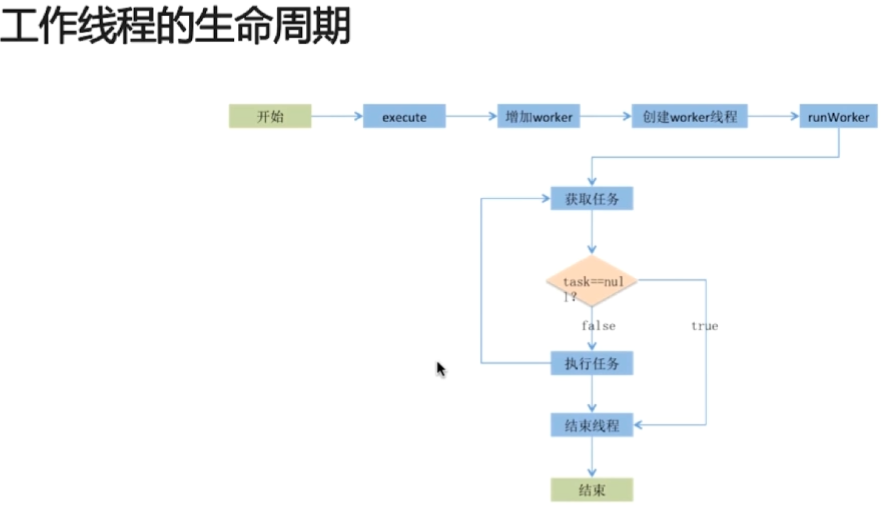 工作线程的生命周期
开始
execute
增加worker
创建worker线程
runWorker
获取任务
task==nul
l?
false
true
执行任务
结束线程
结束